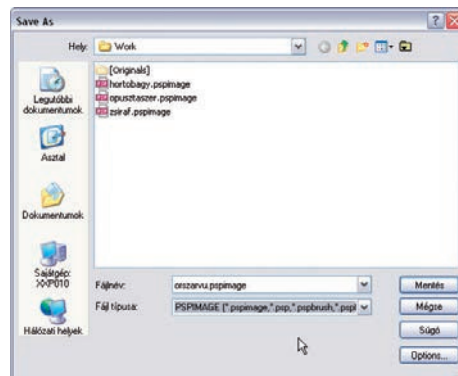 Save As
Hely: Work
[Originals]
hortobagy.pspimage
opusztaszer.pspimage
zsiraf.pspimage
Legutóbbi
dokumentumok
Asztal
Dokumentumok
Sajátgép:
XXP010
Hálózati helyek
Fájlnév: orszarvu.pspimage
Fájl típusa: PSPIMAGE (*.pspimage,*.psp,*.pspbrush,*.pspl
Mentés
Mégse
Súgó
Options...